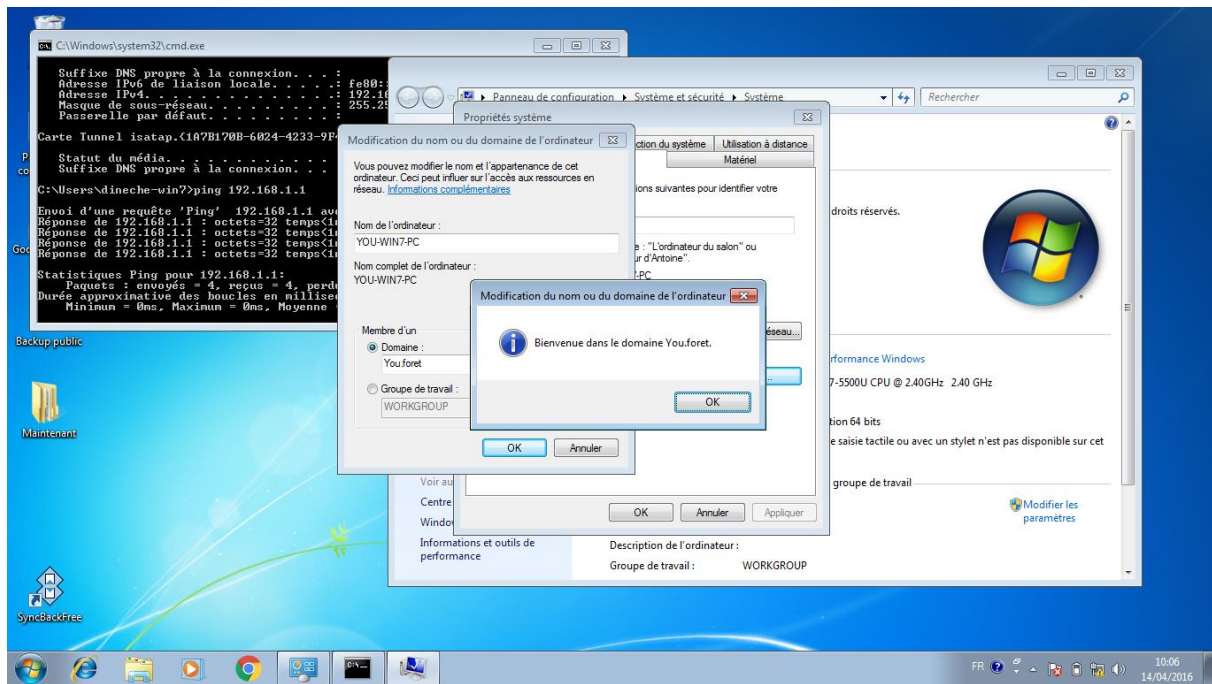 C:\Windows\system32\cmd.exe
Suffixe DNS propre à la connexion. . . :
Adresse IPv6 de liaison locale. . . . .: fe80:
Adresse IPv4. . . . . . . . . . . . . .: 192.16
Masque de sous-réseau. . . . . . . . . : 255.25
Passerelle par défaut. . . . . . . . . :
Carte Tunnel isatap.{1A7B170B-6024-4233-9F
Statut du média. . . . . . . . . . . .
Suffixe DNS propre à la connexion. . .
C:\Users\dineche-win7>ping 192.168.1.1
Envoi d'une requête 'Ping' 192.168.1.1 av
Réponse de 192.168.1.1 : octets=32 temps<1
Réponse de 192.168.1.1 : octets=32 temps<1
Réponse de 192.168.1.1 : octets=32 temps<1
Réponse de 192.168.1.1 : octets=32 temps<1
Statistiques Ping pour 192.168.1.1:
Paquets : envoyés = 4, reçus = 4, perd
Durée approximative des boucles en millise
Minimum = 0ms, Maximum = 0ms, Moyenne
Panneau de configuration Système et sécurité Système
Rechercher
Propriétés système
ction du système Utilisation à distance
Matériel
ions suivantes pour identifier votre
e : "L'ordinateur du salon" ou
ur d'Antoine".
7-PC
éseau...
OK Annuler Appliquer
Modification du nom ou du domaine de l'ordinateur
Vous pouvez modifier le nom et l'appartenance de cet
ordinateur. Ceci peut influer sur l'accès aux ressources en
réseau. Informations complémentaires
Nom de l'ordinateur :
YOU-WIN7-PC
Nom complet de l'ordinateur :
YOU-WIN7-PC
Membre d'un
Domaine :
You.foret
Groupe de travail :
WORKGROUP
OK Annuler
Modification du nom ou du domaine de l'ordinateur
Bienvenue dans le domaine You.foret.
OK
droits réservés.
rformance Windows
7-5500U CPU @ 2.40GHz 2.40 GHz
tion 64 bits
e saisie tactile ou avec un stylet n'est pas disponible sur cet
groupe de travail
Modifier les
paramètres
Voir au
Centre
Window
Informations et outils de
performance
Description de l'ordinateur :
Groupe de travail : WORKGROUP
P
co
Goo
Backup public
Maintenant
SyncBackFree
FR
10:06
14/04/2016